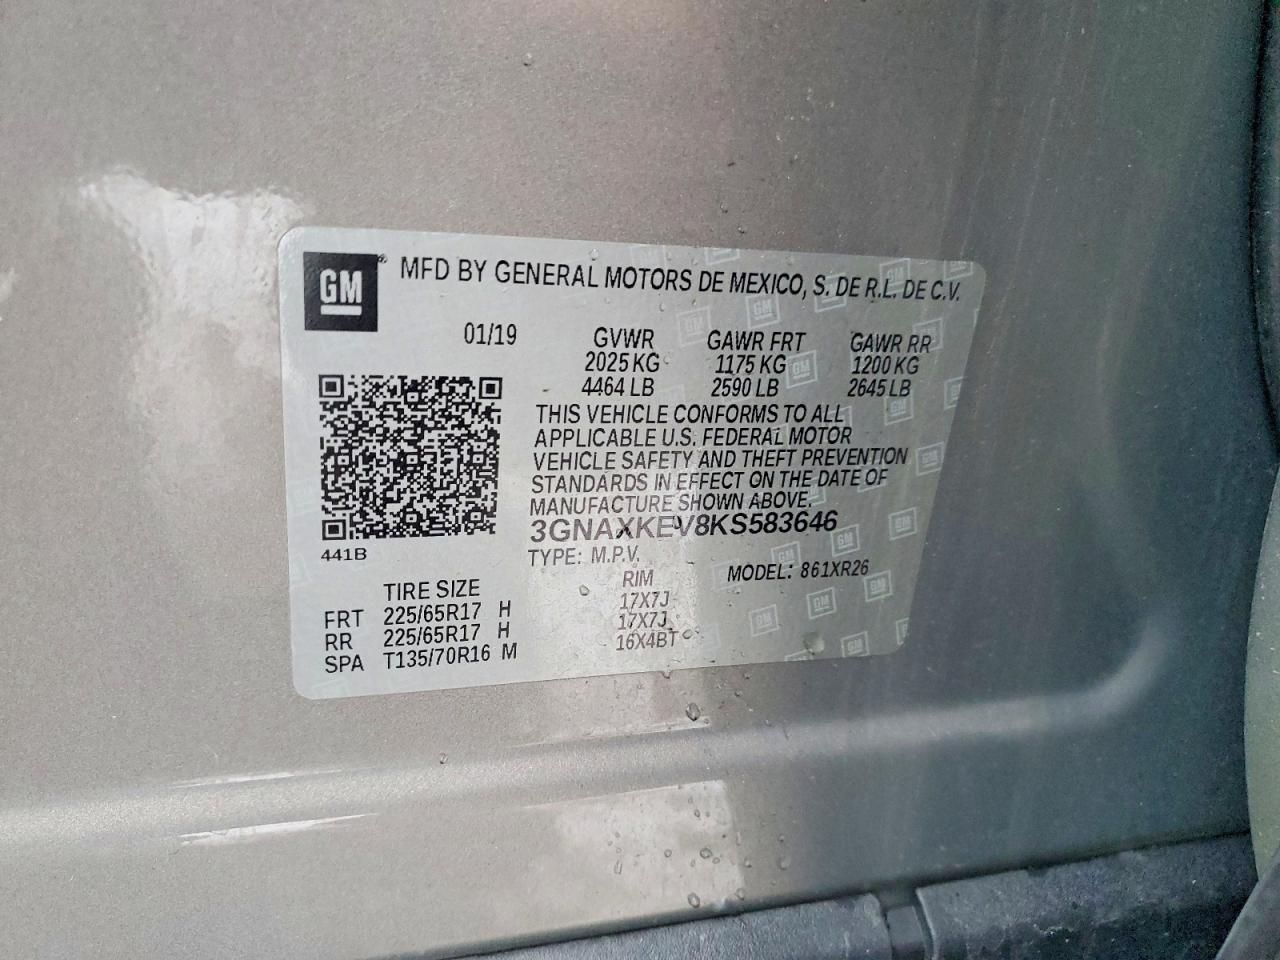 GM ® MFD BY GENERAL MOTORS DE MEXICO, S. DE R.L. DE C.V.
01/19 GVWR GAWR FRT GAWR RR
2025 KG 1175 KG 1200 KG
4464 LB 2590 LB 2645 LB
THIS VEHICLE CONFORMS TO ALL
APPLICABLE U.S. FEDERAL MOTOR
VEHICLE SAFETY AND THEFT PREVENTION
STANDARDS IN EFFECT ON THE DATE OF
MANUFACTURE SHOWN ABOVE.
3GNAXKEV8KS583646
441B
TYPE: M.P.V. MODEL: 861XR26
TIRE SIZE RIM
FRT 225/65R17 H 17X7J
RR 225/65R17 H 17X7J
SPA T135/70R16 M 16X4BT